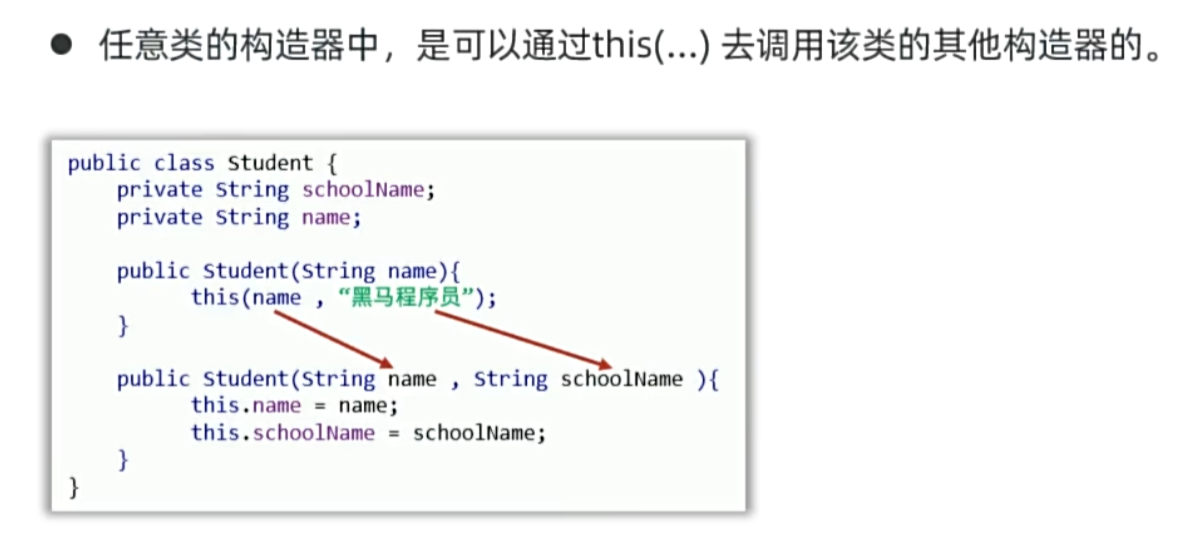 ● 任意类的构造器中，是可以通过this(...) 去调用该类的其他构造器的。
public class Student {
    private String schoolName;
    private String name;
    public Student(String name){
        this(name , “黑马程序员”);
    }
    public Student(String name , String schoolName ){
        this.name = name;
        this.schoolName = schoolName;
    }
}